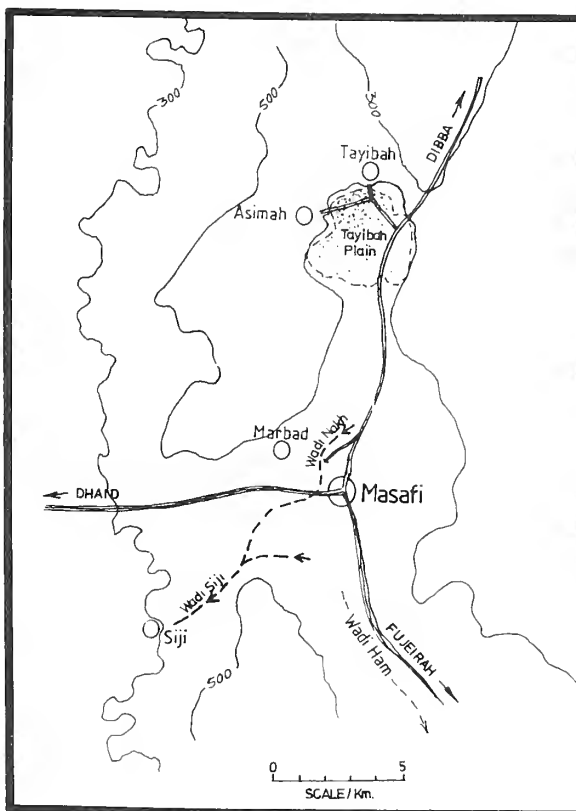 300
500
300
DIBBA
Tayibah
Asimah
Tayibah
Plain
Marbad
Wadi Nakh
DHAID
Masafi
Wadi Siji
Siji
500
Wadi Ham
FUJEIRAH
0 5
SCALE / Km.